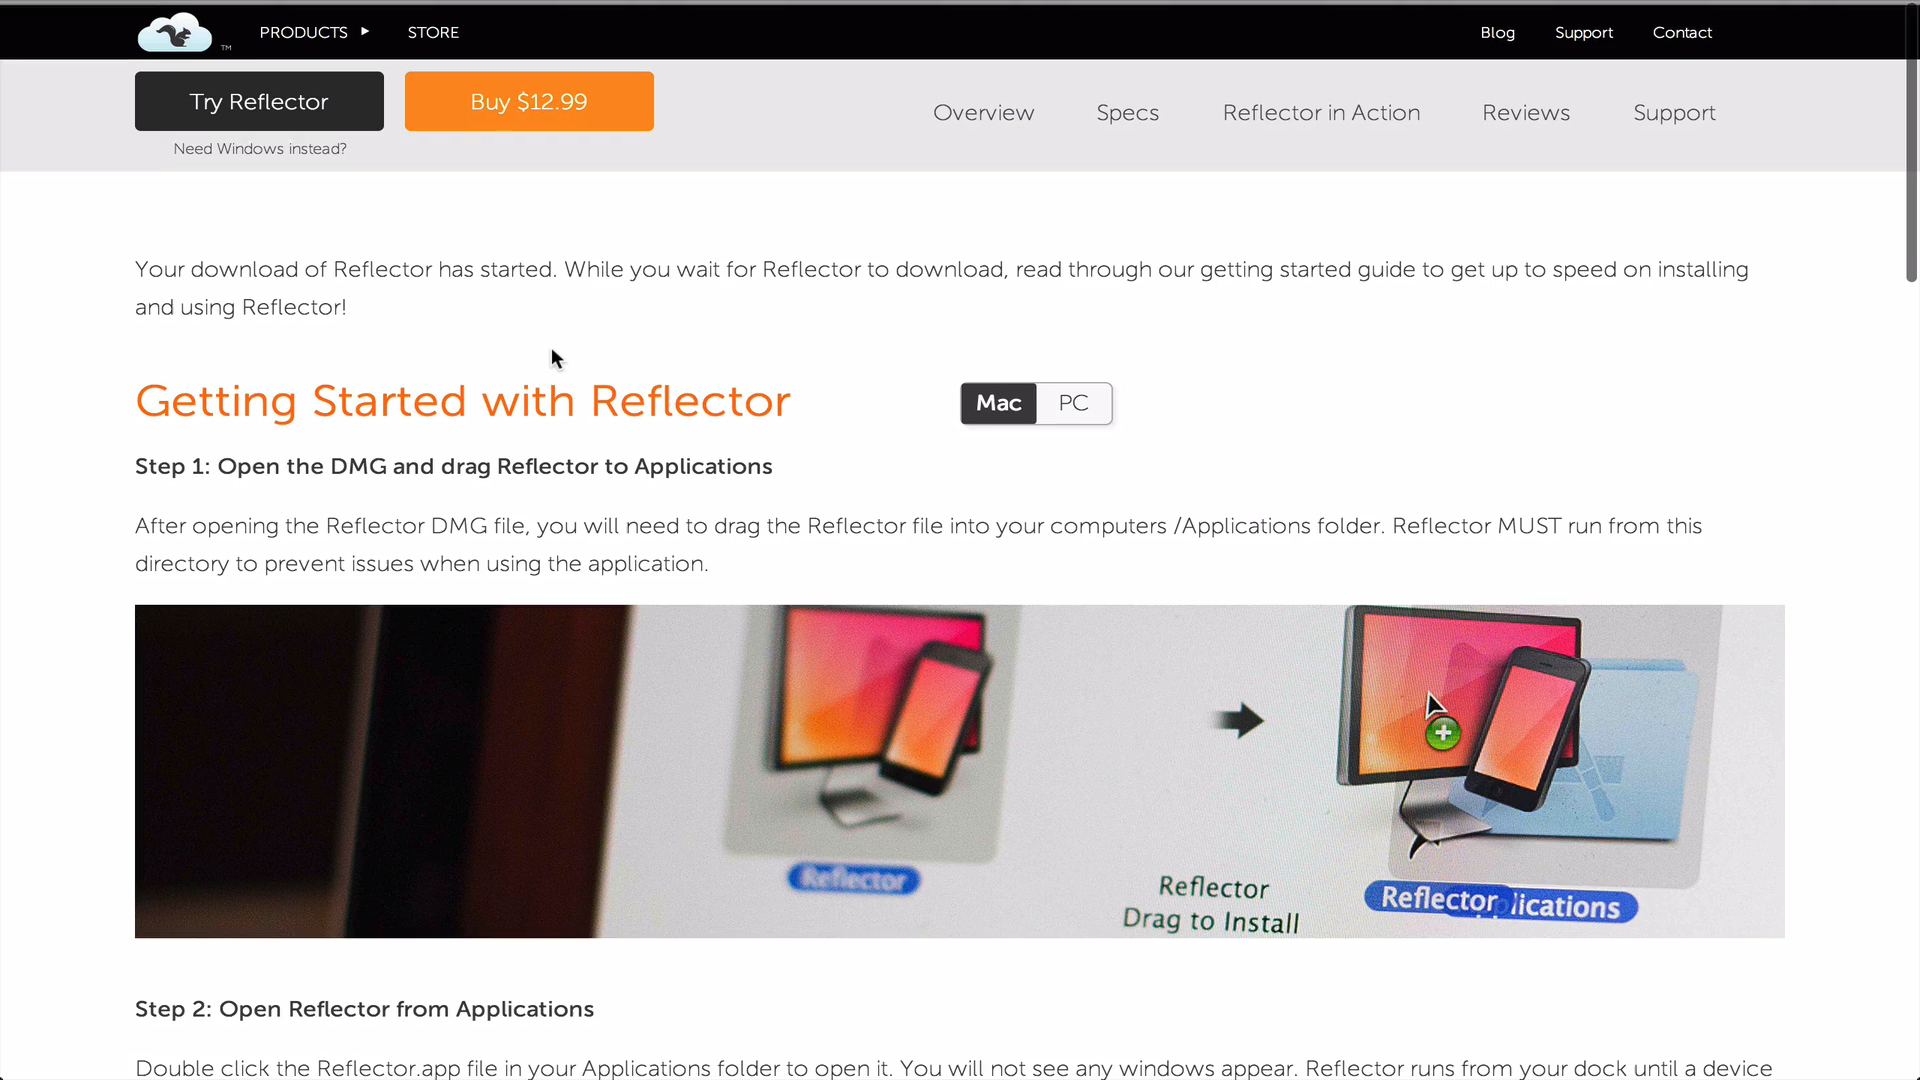 PRODUCTS STORE Blog Support Contact
TM
Try Reflector Buy $12.99 Overview Specs Reflector in Action Reviews Support
Need Windows instead?
Your download of Reflector has started. While you wait for Reflector to download, read through our getting started guide to get up to speed on installing
and using Reflector!
Getting Started with Reflector Mac PC
Step 1: Open the DMG and drag Reflector to Applications
After opening the Reflector DMG file, you will need to drag the Reflector file into your computers /Applications folder. Reflector MUST run from this
directory to prevent issues when using the application.
Reflector
Reflector
Drag to Install
Reflector lications
Step 2: Open Reflector from Applications
Double click the Reflector.app file in your Applications folder to open it. You will not see any windows appear. Reflector runs from your dock until a device